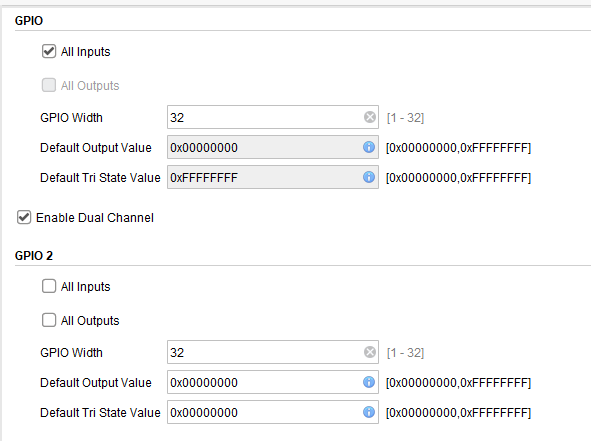 GPIO
All Inputs
All Outputs
GPIO Width 32 [1 - 32]
Default Output Value 0x00000000 [0x00000000,0xFFFFFFFF]
Default Tri State Value 0xFFFFFFFF [0x00000000,0xFFFFFFFF]
Enable Dual Channel
GPIO 2
All Inputs
All Outputs
GPIO Width 32 [1 - 32]
Default Output Value 0x00000000 [0x00000000,0xFFFFFFFF]
Default Tri State Value 0x00000000 [0x00000000,0xFFFFFFFF]